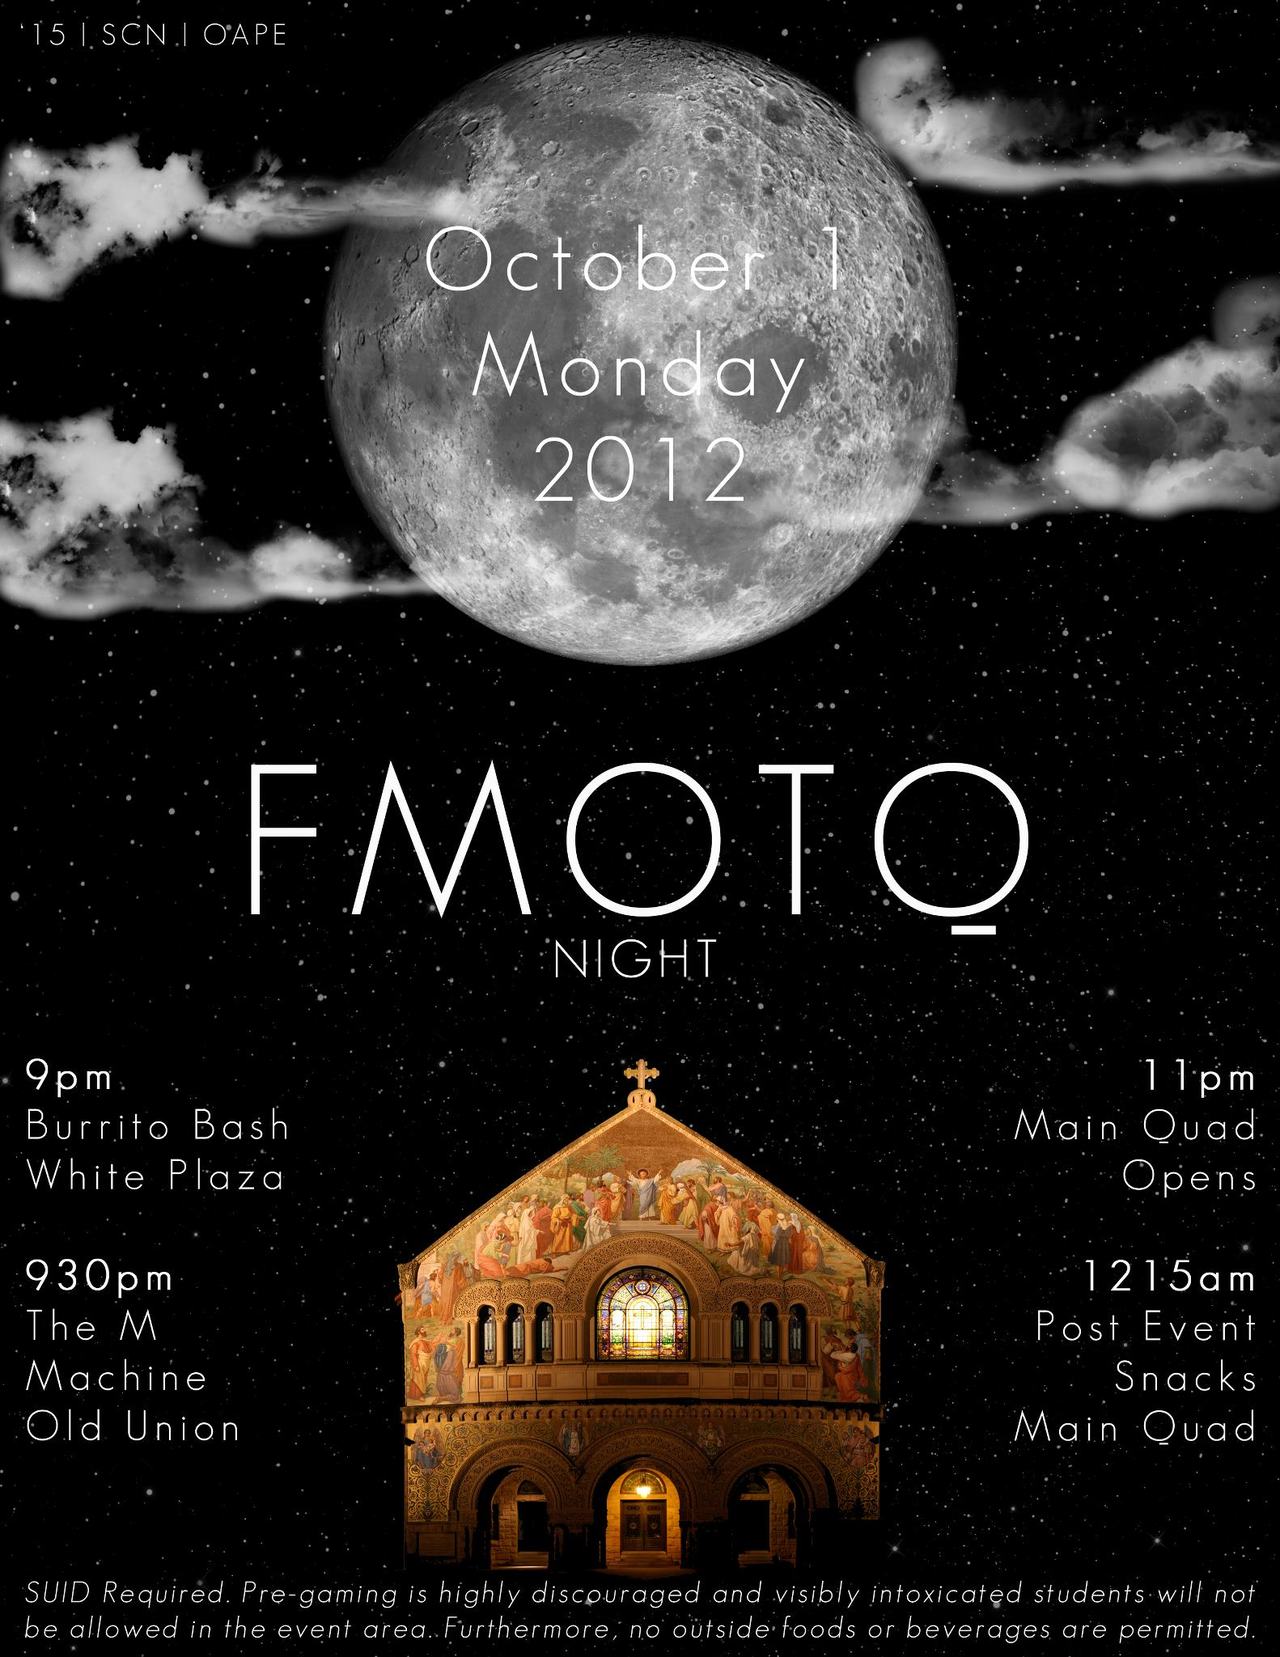 '15 | SCN | OAPE
October 1
Monday
2012
FMOTQ
NIGHT
9pm
Burrito Bash
White Plaza
930pm
The M
Machine
Old Union
11pm
Main Quad
Opens
1215am
Post Event
Snacks
Main Quad
SUID Required. Pre-gaming is highly discouraged and visibly intoxicated students will not
be allowed in the event area. Furthermore, no outside foods or beverages are permitted.